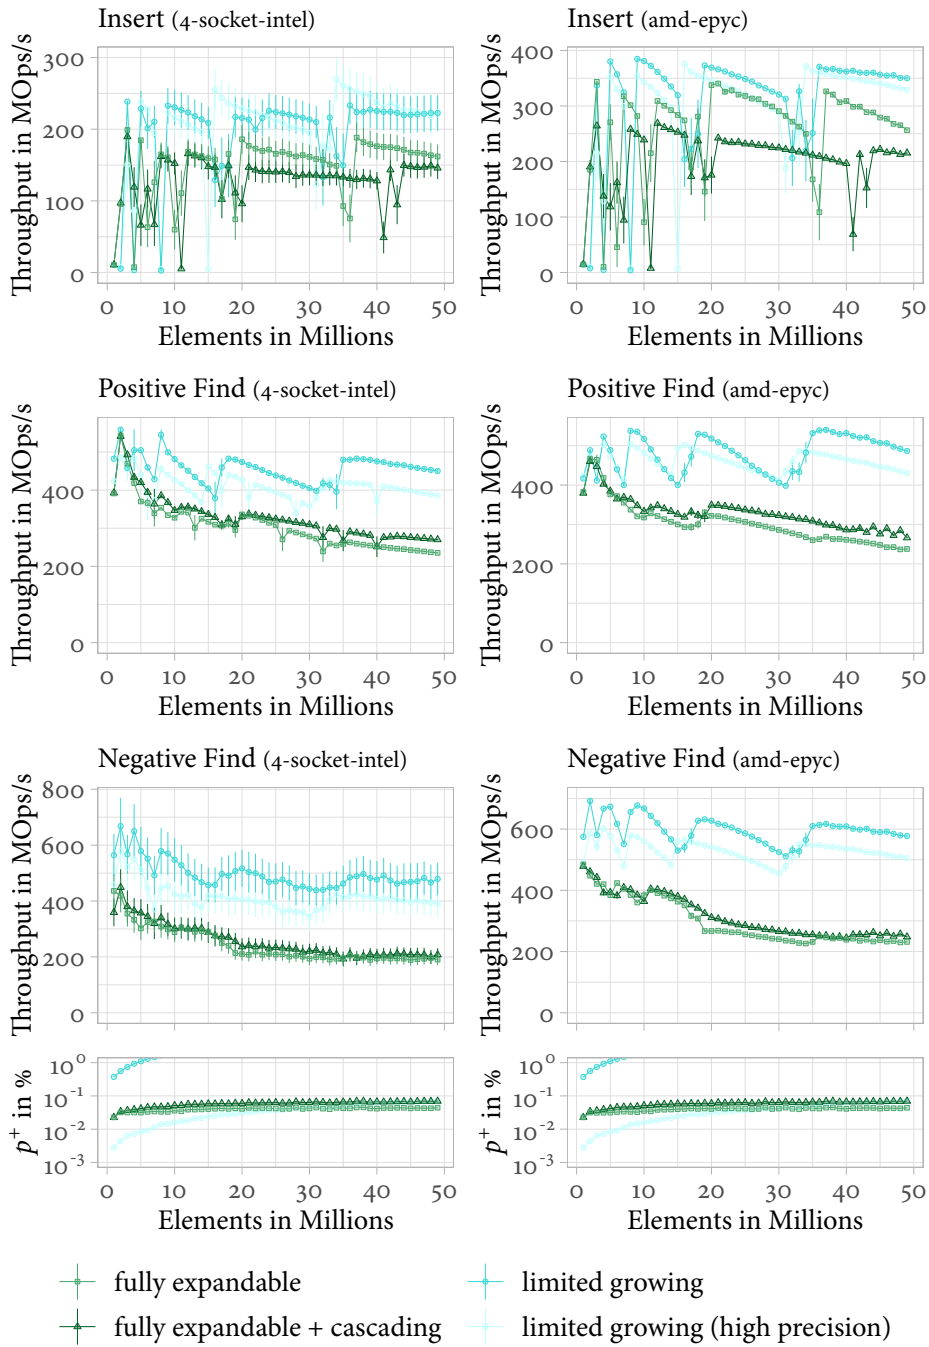 Insert (4-socket-intel)
Throughput in MOps/s
300
200
100
0
0 10 20 30 40 50
Elements in Millions
Insert (amd-epyc)
Throughput in MOps/s
400
300
200
100
0
0 10 20 30 40 50
Elements in Millions
Positive Find (4-socket-intel)
Throughput in MOps/s
400
200
0
0 10 20 30 40 50
Elements in Millions
Positive Find (amd-epyc)
Throughput in MOps/s
400
200
0
0 10 20 30 40 50
Elements in Millions
Negative Find (4-socket-intel)
Throughput in MOps/s
800
600
400
200
0
Negative Find (amd-epyc)
Throughput in MOps/s
600
400
200
0
p⁺ in %
10⁰
10⁻¹
10⁻²
10⁻³
0 10 20 30 40 50
Elements in Millions
p⁺ in %
10⁰
10⁻¹
10⁻²
10⁻³
0 10 20 30 40 50
Elements in Millions
fully expandable
limited growing
fully expandable + cascading
limited growing (high precision)